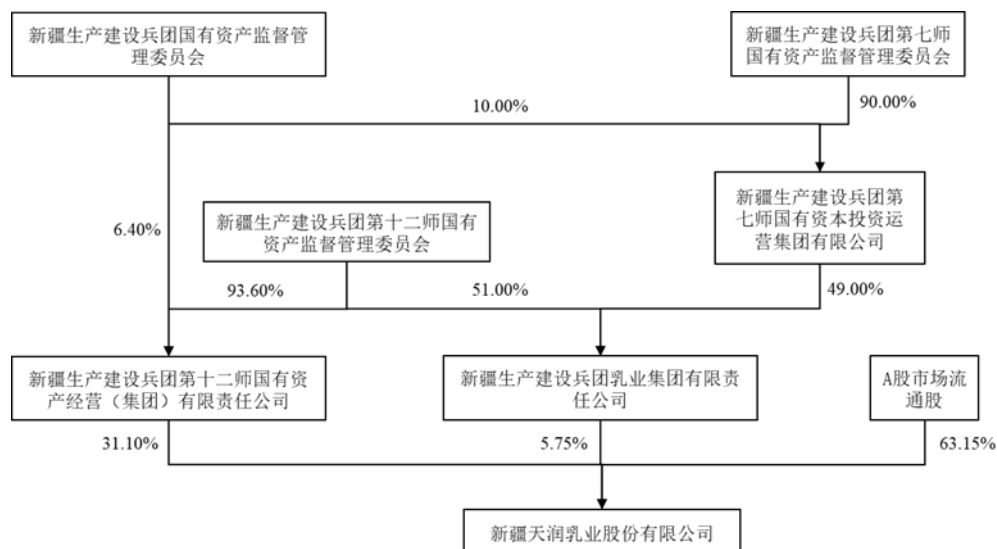 新疆生产建设兵团国有资产监督管
理委员会
新疆生产建设兵团第七师
国有资产监督管理委员会
10.00%
90.00%
新疆生产建设兵团第
七师国有资本投资运
营集团有限公司
6.40%
新疆生产建设兵团第十二师国有
资产监督管理委员会
93.60%
51.00%
49.00%
新疆生产建设兵团第十二师国有资
产经营（集团）有限责任公司
新疆生产建设兵团乳业集团有限责
任公司
A股市场流
通股
31.10%
5.75%
63.15%
新疆天润乳业股份有限公司